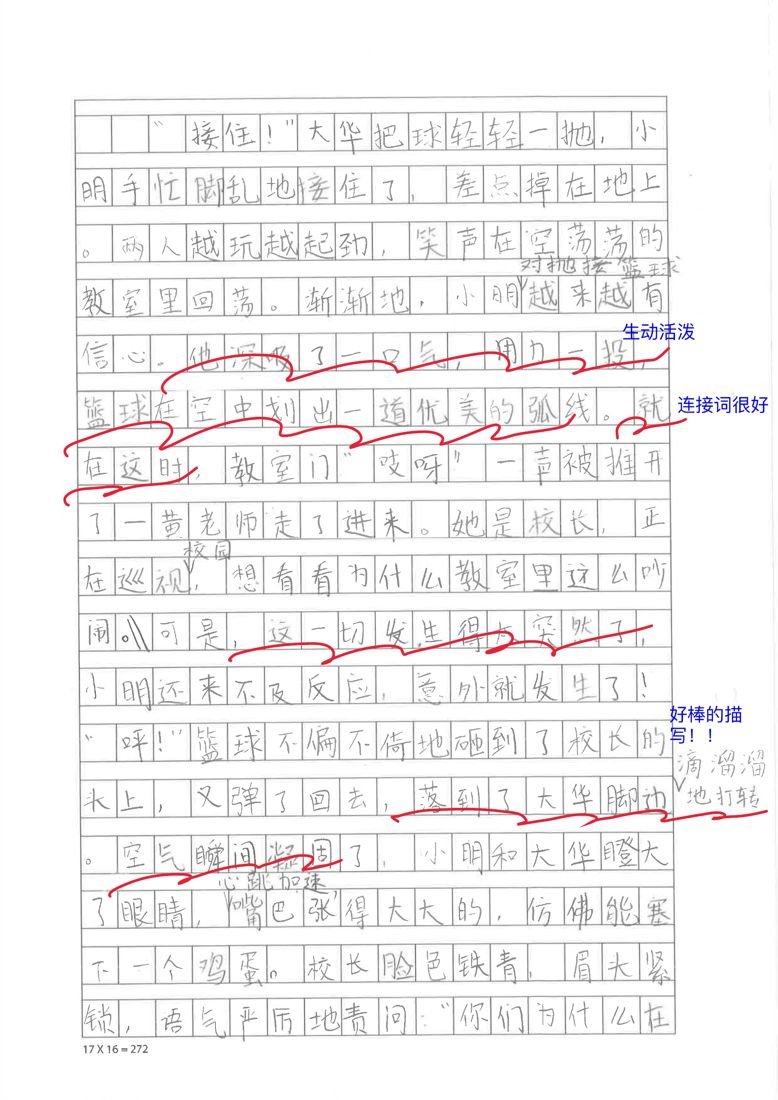 “接住！”大华把球轻轻一抛，小
明手忙脚乱地接住了，差点掉在地上
。两人越玩越起劲，笑声在空荡荡的
对抛接篮球
教室里回荡。渐渐地，小明越来越有
生动活泼
信心。他深吸了一口气，用力一投，
篮球在空中划出一道优美的弧线。就
连接词很好
在这时，教室门“吱呀”一声被推开
了一黄老师走了进来。她是校长，正
校园
在巡视，想看看为什么教室里这么吵
闹。可是，这一切发生得太突然了，
小明还来不及反应，意外就发生了！
好棒的描
写！！
“呯！”篮球不偏不倚地砸到了校长的
滴溜溜
头上，又弹了回去，落到了大华脚边地打转
。空气瞬间凝固了，小明和大华瞪大
心跳加速，
了眼睛，嘴巴张得大大的，仿佛能塞
下一个鸡蛋。校长脸色铁青，眉头紧
锁，语气严厉地责问：“你们为什么在
17 X 16 = 272